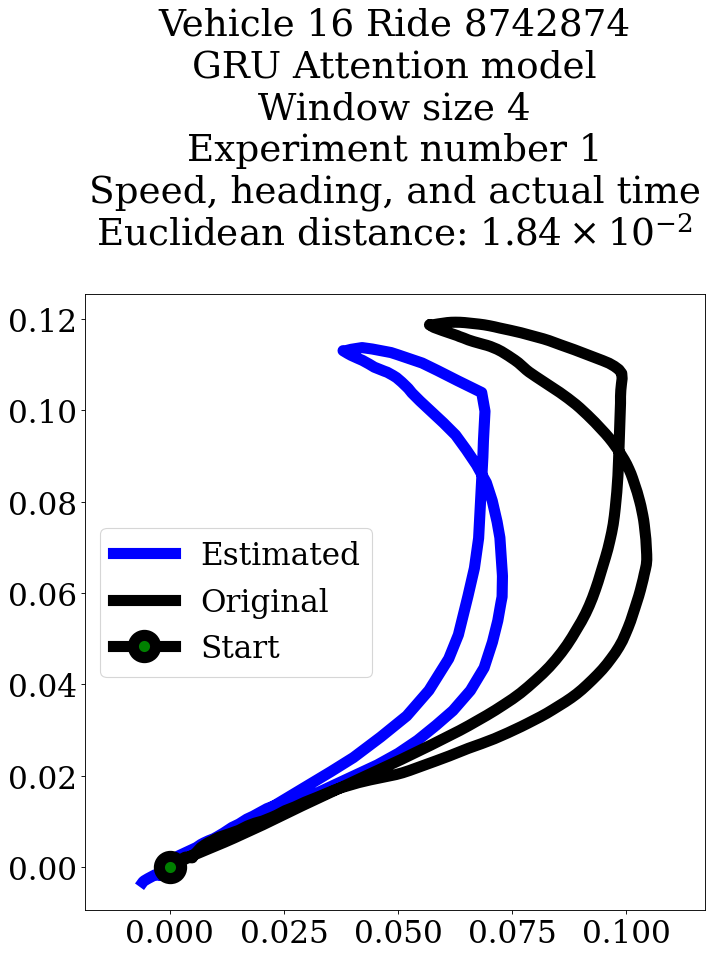 Vehicle 16 Ride 8742874
GRU Attention model
Window size 4
Experiment number 1
Speed, heading, and actual time
Euclidean distance: 1.84 × 10⁻²
0.12
0.10
0.08
0.06
0.04
0.02
0.00
Estimated
Original
Start
0.000 0.025 0.050 0.075 0.100